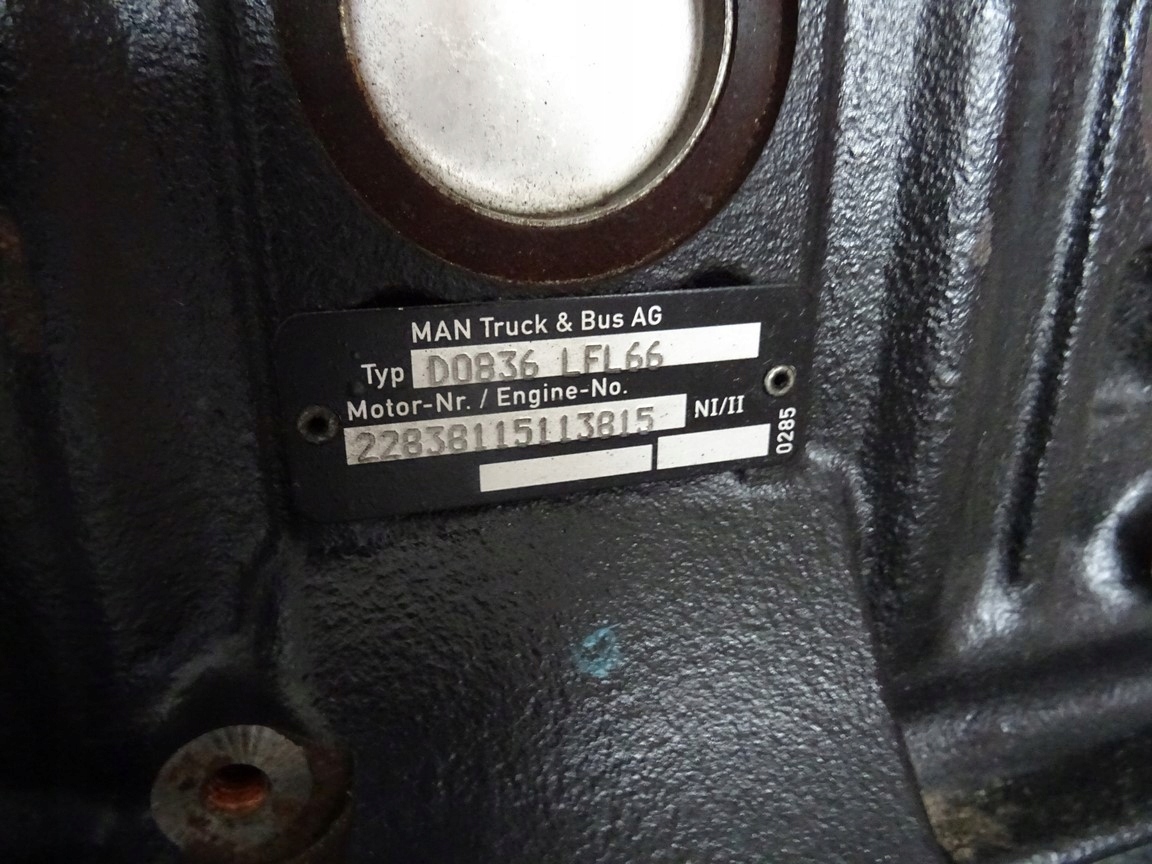 MAN Truck & Bus AG
Typ D0836 LFL66
Motor-Nr. / Engine-No.
22838115113815 NI/II
0285